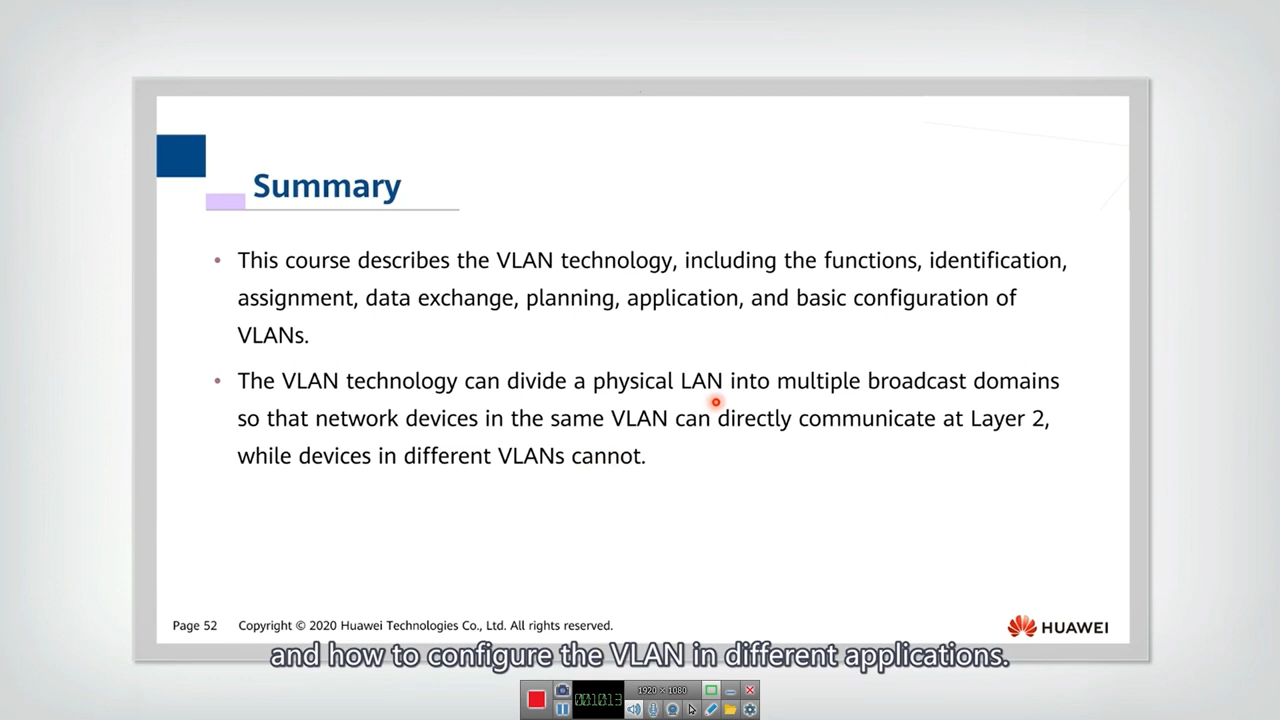 Summary
• This course describes the VLAN technology, including the functions, identification,
assignment, data exchange, planning, application, and basic configuration of
VLANs.
• The VLAN technology can divide a physical LAN into multiple broadcast domains
so that network devices in the same VLAN can directly communicate at Layer 2,
while devices in different VLANs cannot.
Page 52 Copyright © 2020 Huawei Technologies Co., Ltd. All rights reserved.
HUAWEI
and how to configure the VLAN in different applications.
1920 × 1080